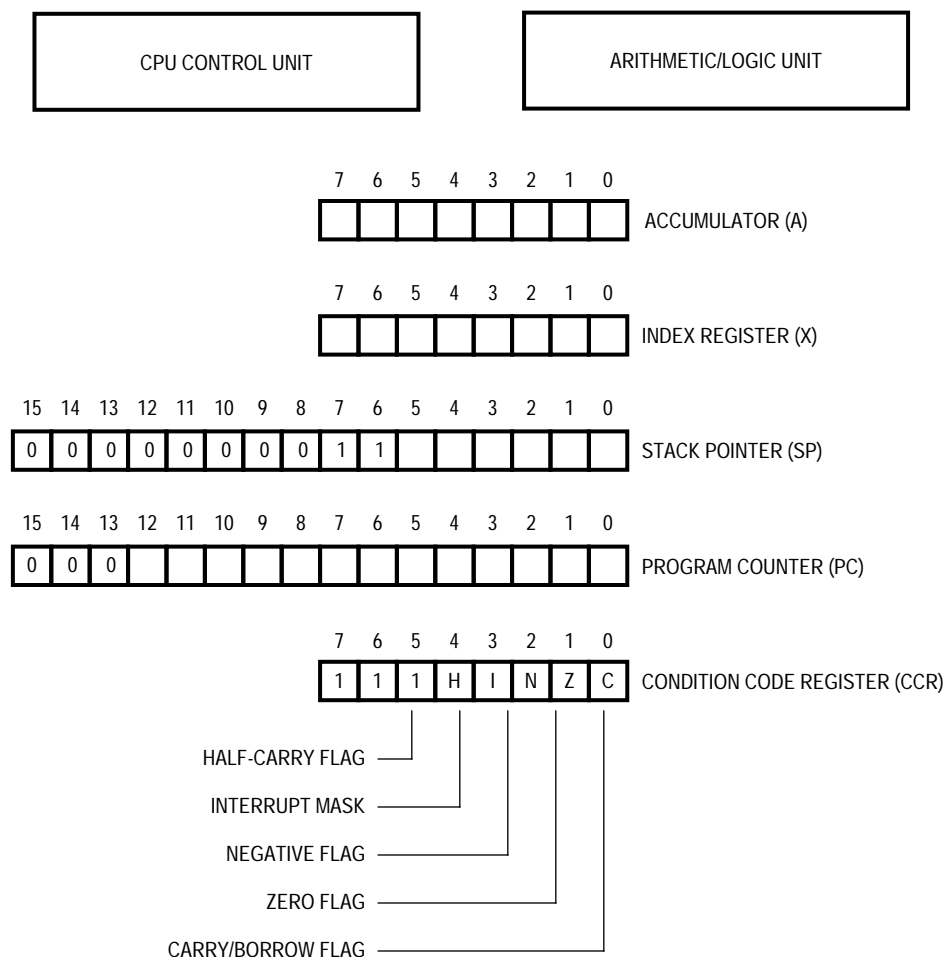 CPU CONTROL UNIT
ARITHMETIC/LOGIC UNIT
7 6 5 4 3 2 1 0
ACCUMULATOR (A)
7 6 5 4 3 2 1 0
INDEX REGISTER (X)
15 14 13 12 11 10 9 8 7 6 5 4 3 2 1 0
0 0 0 0 0 0 0 0 1 1 STACK POINTER (SP)
15 14 13 12 11 10 9 8 7 6 5 4 3 2 1 0
0 0 0 PROGRAM COUNTER (PC)
7 6 5 4 3 2 1 0
1 1 1 H I N Z C CONDITION CODE REGISTER (CCR)
HALF-CARRY FLAG
INTERRUPT MASK
NEGATIVE FLAG
ZERO FLAG
CARRY/BORROW FLAG